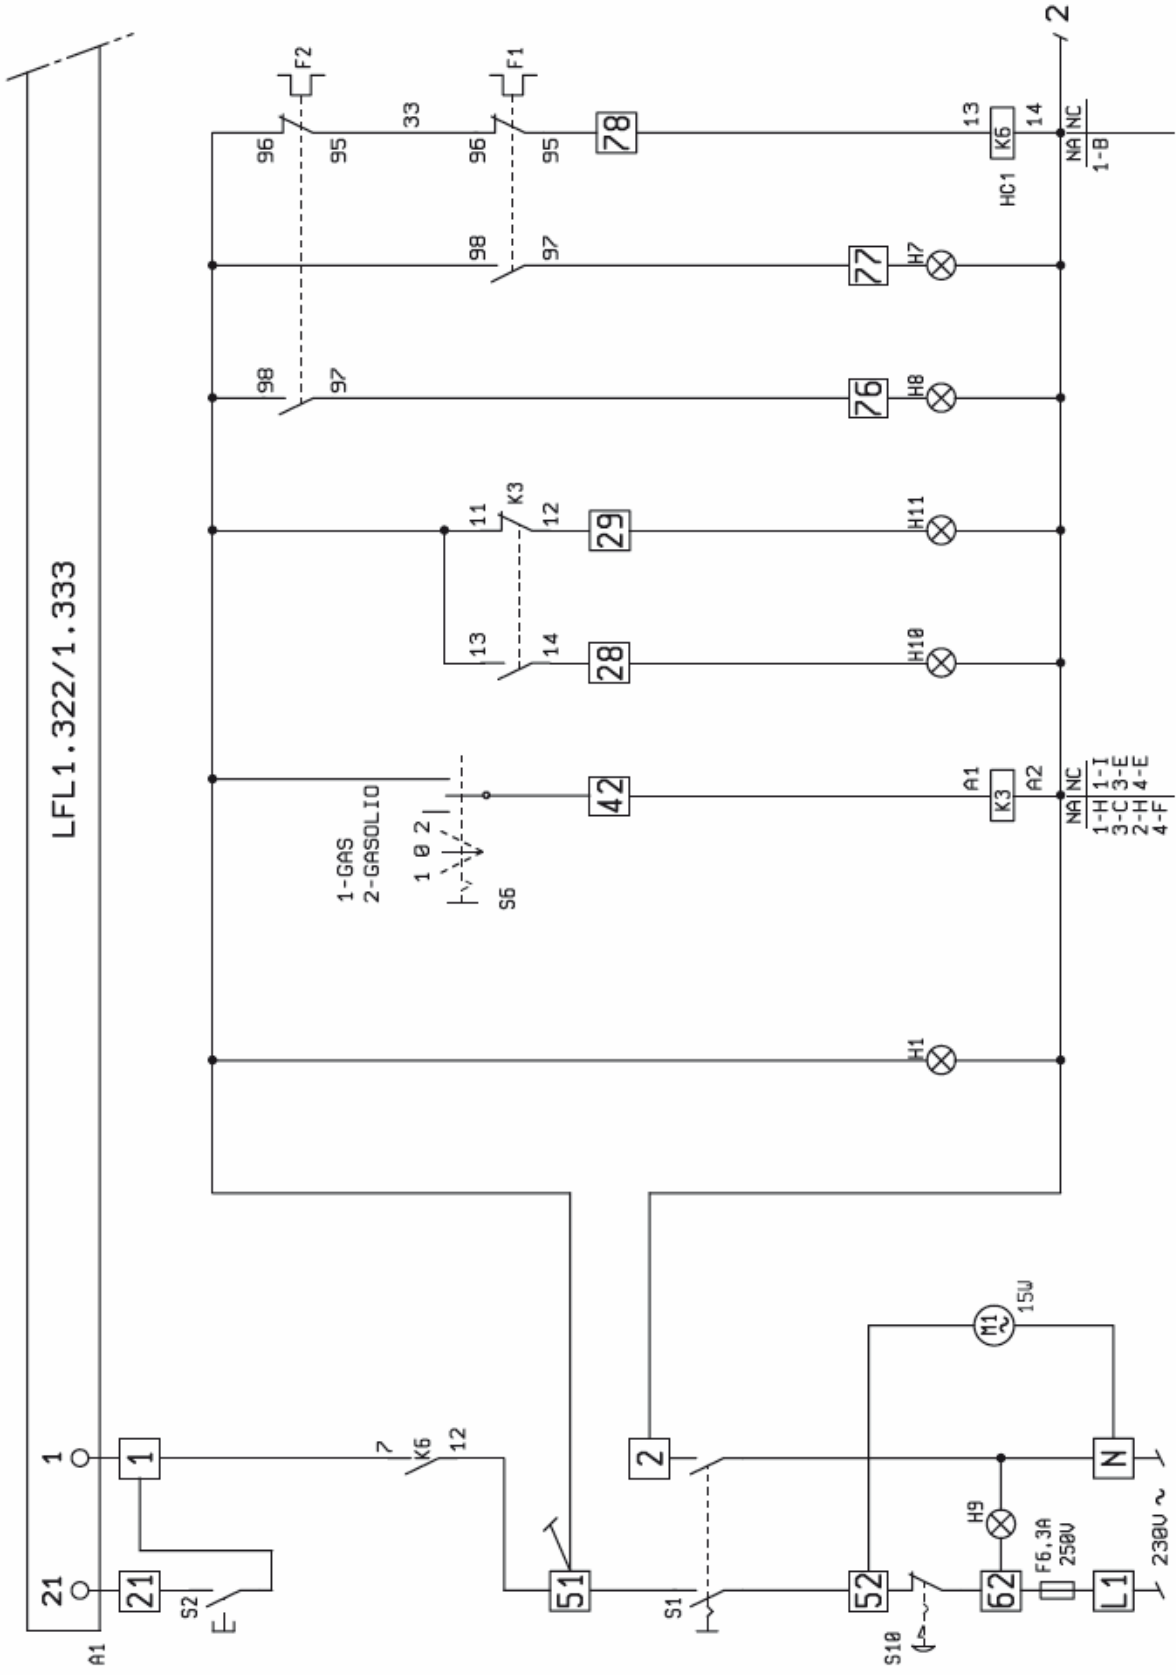 LFL1.322/1.333
A1
21
1
21
1
S2
7
K6
12
51
2
S1
52
S10
62
H9
F6,3A
250V
L1
N
230V ~
M1
~
15W
H1
1-GAS
2-GASOLIO
1 0 2
S6
42
A1
K3
A2
NA NC
1-H 1-I
3-C 3-E
2-H 4-E
4-F
13
14
28
H10
11
K3
12
29
H11
98
97
76
H8
98
97
77
H7
F2
96
95
33
F1
96
95
78
13
K6
14
HC1
NA NC
1-B
2